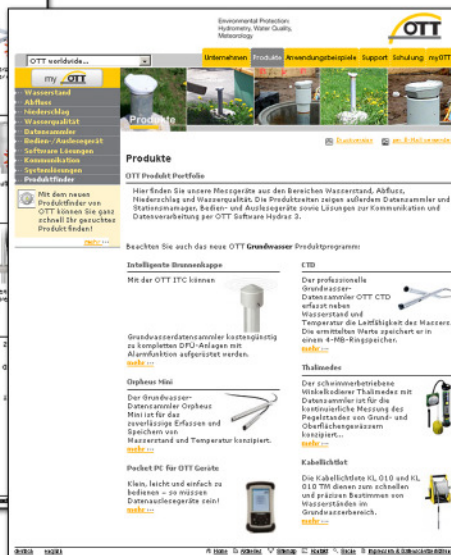 Environmental Protection:
Hydrometry, Water Quality,
Meteorology
OTT
OTT worldwide...
Unternehmen Produkte Anwendungsbeispiele Support Schulung myOTT
my OTT
Wasserstand
Abfluss
Niederschlag
Wasserqualität
Datensammler
Bedien-/Auslesegerät
Software Lösungen
Kommunikation
Systemlösungen
Produktfinder
Produkte
Druckversion per E-Mail versenden
Mit dem neuen
Produktfinder von
OTT können Sie ganz
schnell Ihr gesuchtes
Produkt finden!
mehr ...
Produkte
OTT Produkt Portfolio
Hier finden Sie unsere Messgeräte aus den Bereichen Wasserstand, Abfluss,
Niederschlag und Wasserqualität. Die Produktseiten zeigen außerdem Datensammler und
Stationsmanager, Bedien- und Auslesegeräte sowie Lösungen zur Kommunikation und
Datenverarbeitung per OTT Software Hydras 3.
Beachten Sie auch das neue OTT Grundwasser Produktprogramm:
Intelligente Brunnenkappe
Mit der OTT ITC können
Grundwasserdatensammler kostengünstig
zu kompletten DFÜ-Anlagen mit
Alarmfunktion aufgerüstet werden.
mehr ...
Orpheus Mini
Der Grundwasser-
Datensammler Orpheus
Mini ist für das
zuverlässige Erfassen und
Speichern von
Wasserstand und Temperatur konzipiert.
mehr ...
Pocket PC für OTT Geräte
Klein, leicht und einfach zu
bedienen – so müssen
Datenauslesegeräte sein!
mehr ...
CTD
Der professionelle
Grundwasser-
Datensammler OTT CTD
erfasst neben
Wasserstand und
Temperatur die Leitfähigkeit des Wassers.
Die ermittelten Werte speichert er in
einem 4-MB-Ringspeicher.
mehr ...
Thalimedes
Der schwimmerbetriebene
Winkelkodierer Thalimedes mit
Datensammler ist für die
kontinuierliche Messung des
Pegelstandes von Grund- und
Oberflächengewässern
konzipiert...
mehr ...
Kabellichtlot
Die Kabellichtlote KL 010 und KL
010 TM dienen zum schnellen
und präzisen Bestimmen von
Wasserständen im
Grundwasserbereich.
mehr ...
deutsch english Home Aktuelles Sitemap Kontakt Suche